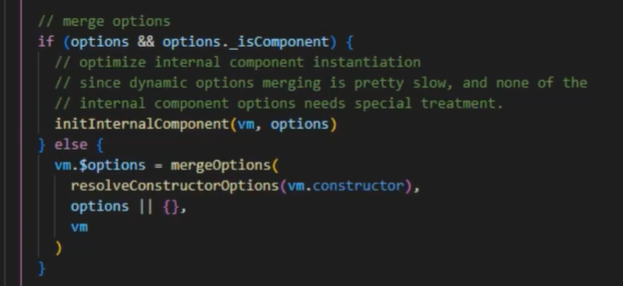 // merge options
if (options && options._isComponent) {
// optimize internal component instantiation
// since dynamic options merging is pretty slow, and none of the
// internal component options needs special treatment.
initInternalComponent(vm, options)
} else {
vm.$options = mergeOptions(
resolveConstructorOptions(vm.constructor),
options || {},
vm
)
}